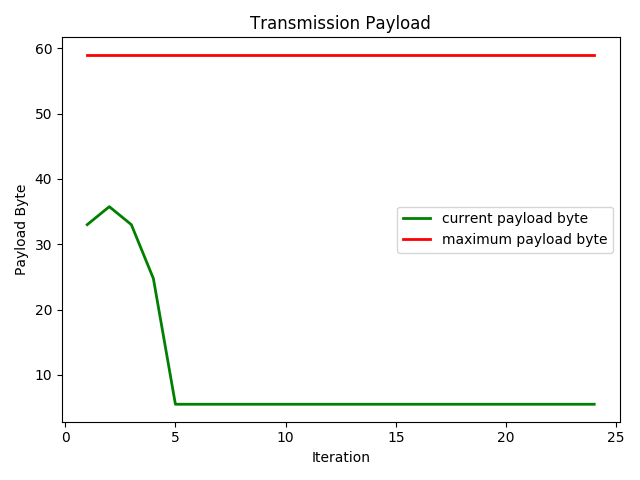 Transmission Payload
60
50
40
30
20
10
Payload Byte
current payload byte
maximum payload byte
0
5
10
15
20
25
Iteration